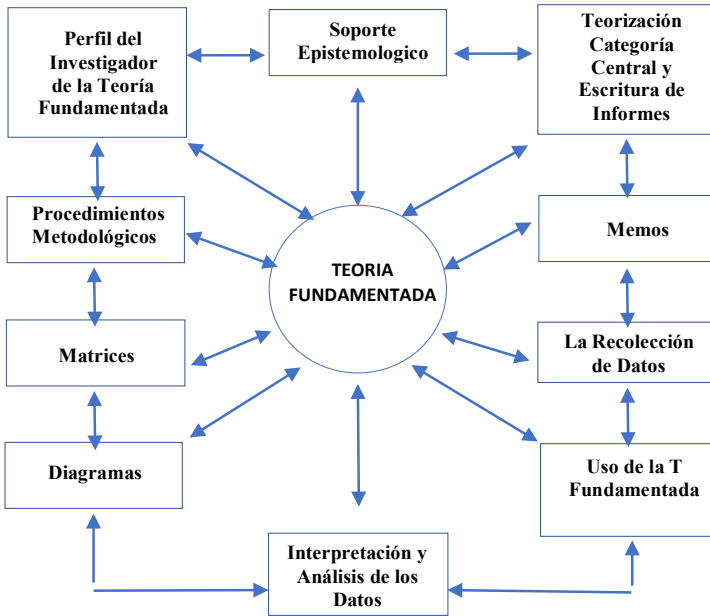 Perfil del
Investigador
de la Teoría
Fundamentada
Soporte
Epistemologico
Teorización
Categoría
Central y
Escritura de
Informes
Procedimientos
Metodológicos
TEORIA
FUNDAMENTADA
Memos
Matrices
La Recolección
de Datos
Diagramas
Uso de la T
Fundamentada
Interpretación y
Análisis de los
Datos